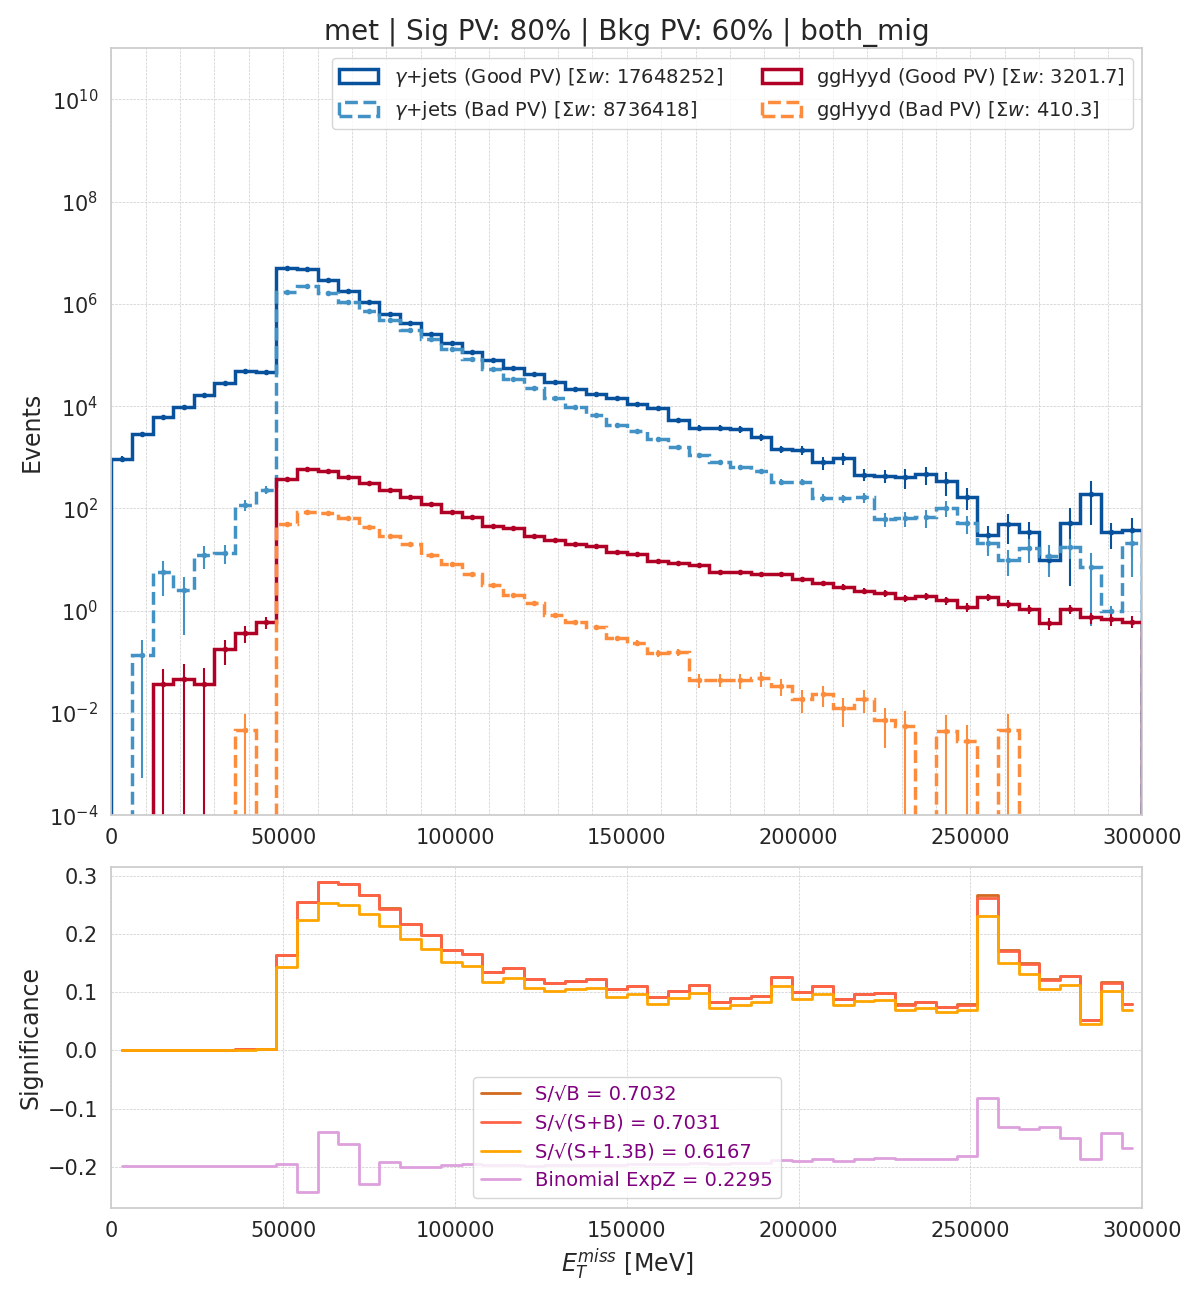 met | Sig PV: 80% | Bkg PV: 60% | both_mig
γ+jets (Good PV) [Σw: 17648252]
γ+jets (Bad PV) [Σw: 8736418]
ggHyyd (Good PV) [Σw: 3201.7]
ggHyyd (Bad PV) [Σw: 410.3]
Events
10^10
10^8
10^6
10^4
10^2
10^0
10^−2
10^−4
0 50000 100000 150000 200000 250000 300000
Significance
0.3
0.2
0.1
0.0
−0.1
−0.2
S/√B = 0.7032
S/√(S+B) = 0.7031
S/√(S+1.3B) = 0.6167
Binomial ExpZ = 0.2295
0 50000 100000 150000 200000 250000 300000
E_T^miss [MeV]